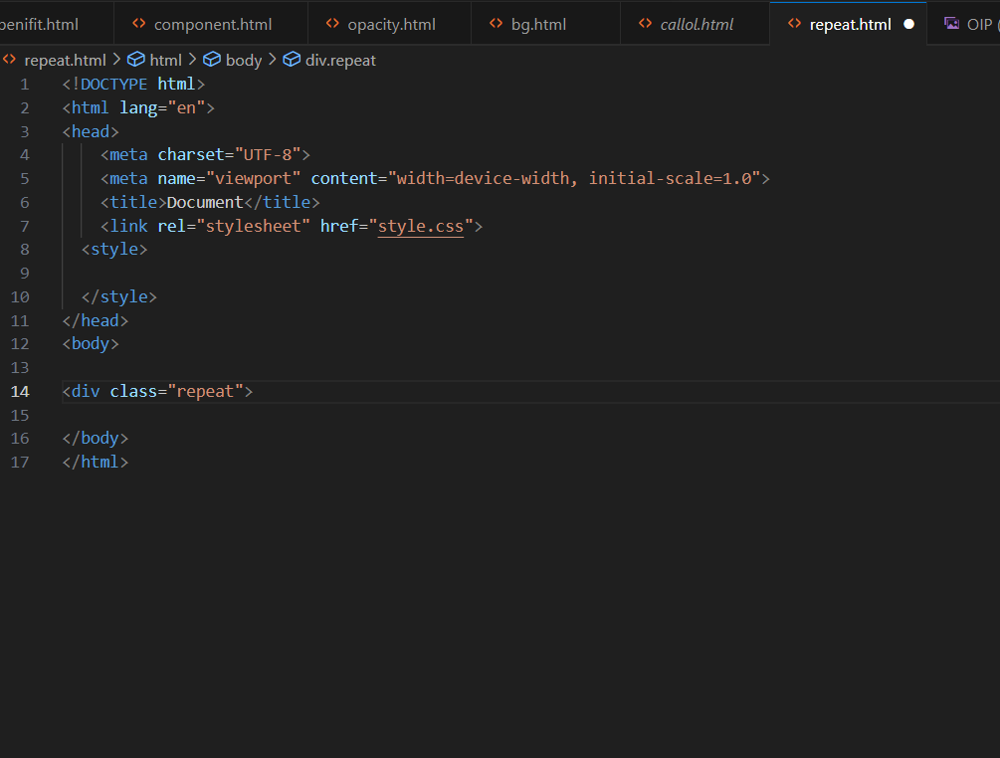 penifit.html component.html opacity.html bg.html callol.html repeat.html OIP (
repeat.html > html > body > div.repeat
1 <!DOCTYPE html>
2 <html lang="en">
3 <head>
4 <meta charset="UTF-8">
5 <meta name="viewport" content="width=device-width, initial-scale=1.0">
6 <title>Document</title>
7 <link rel="stylesheet" href="style.css">
8 <style>
9
10 </style>
11 </head>
12 <body>
13
14 <div class="repeat">
15
16 </body>
17 </html>